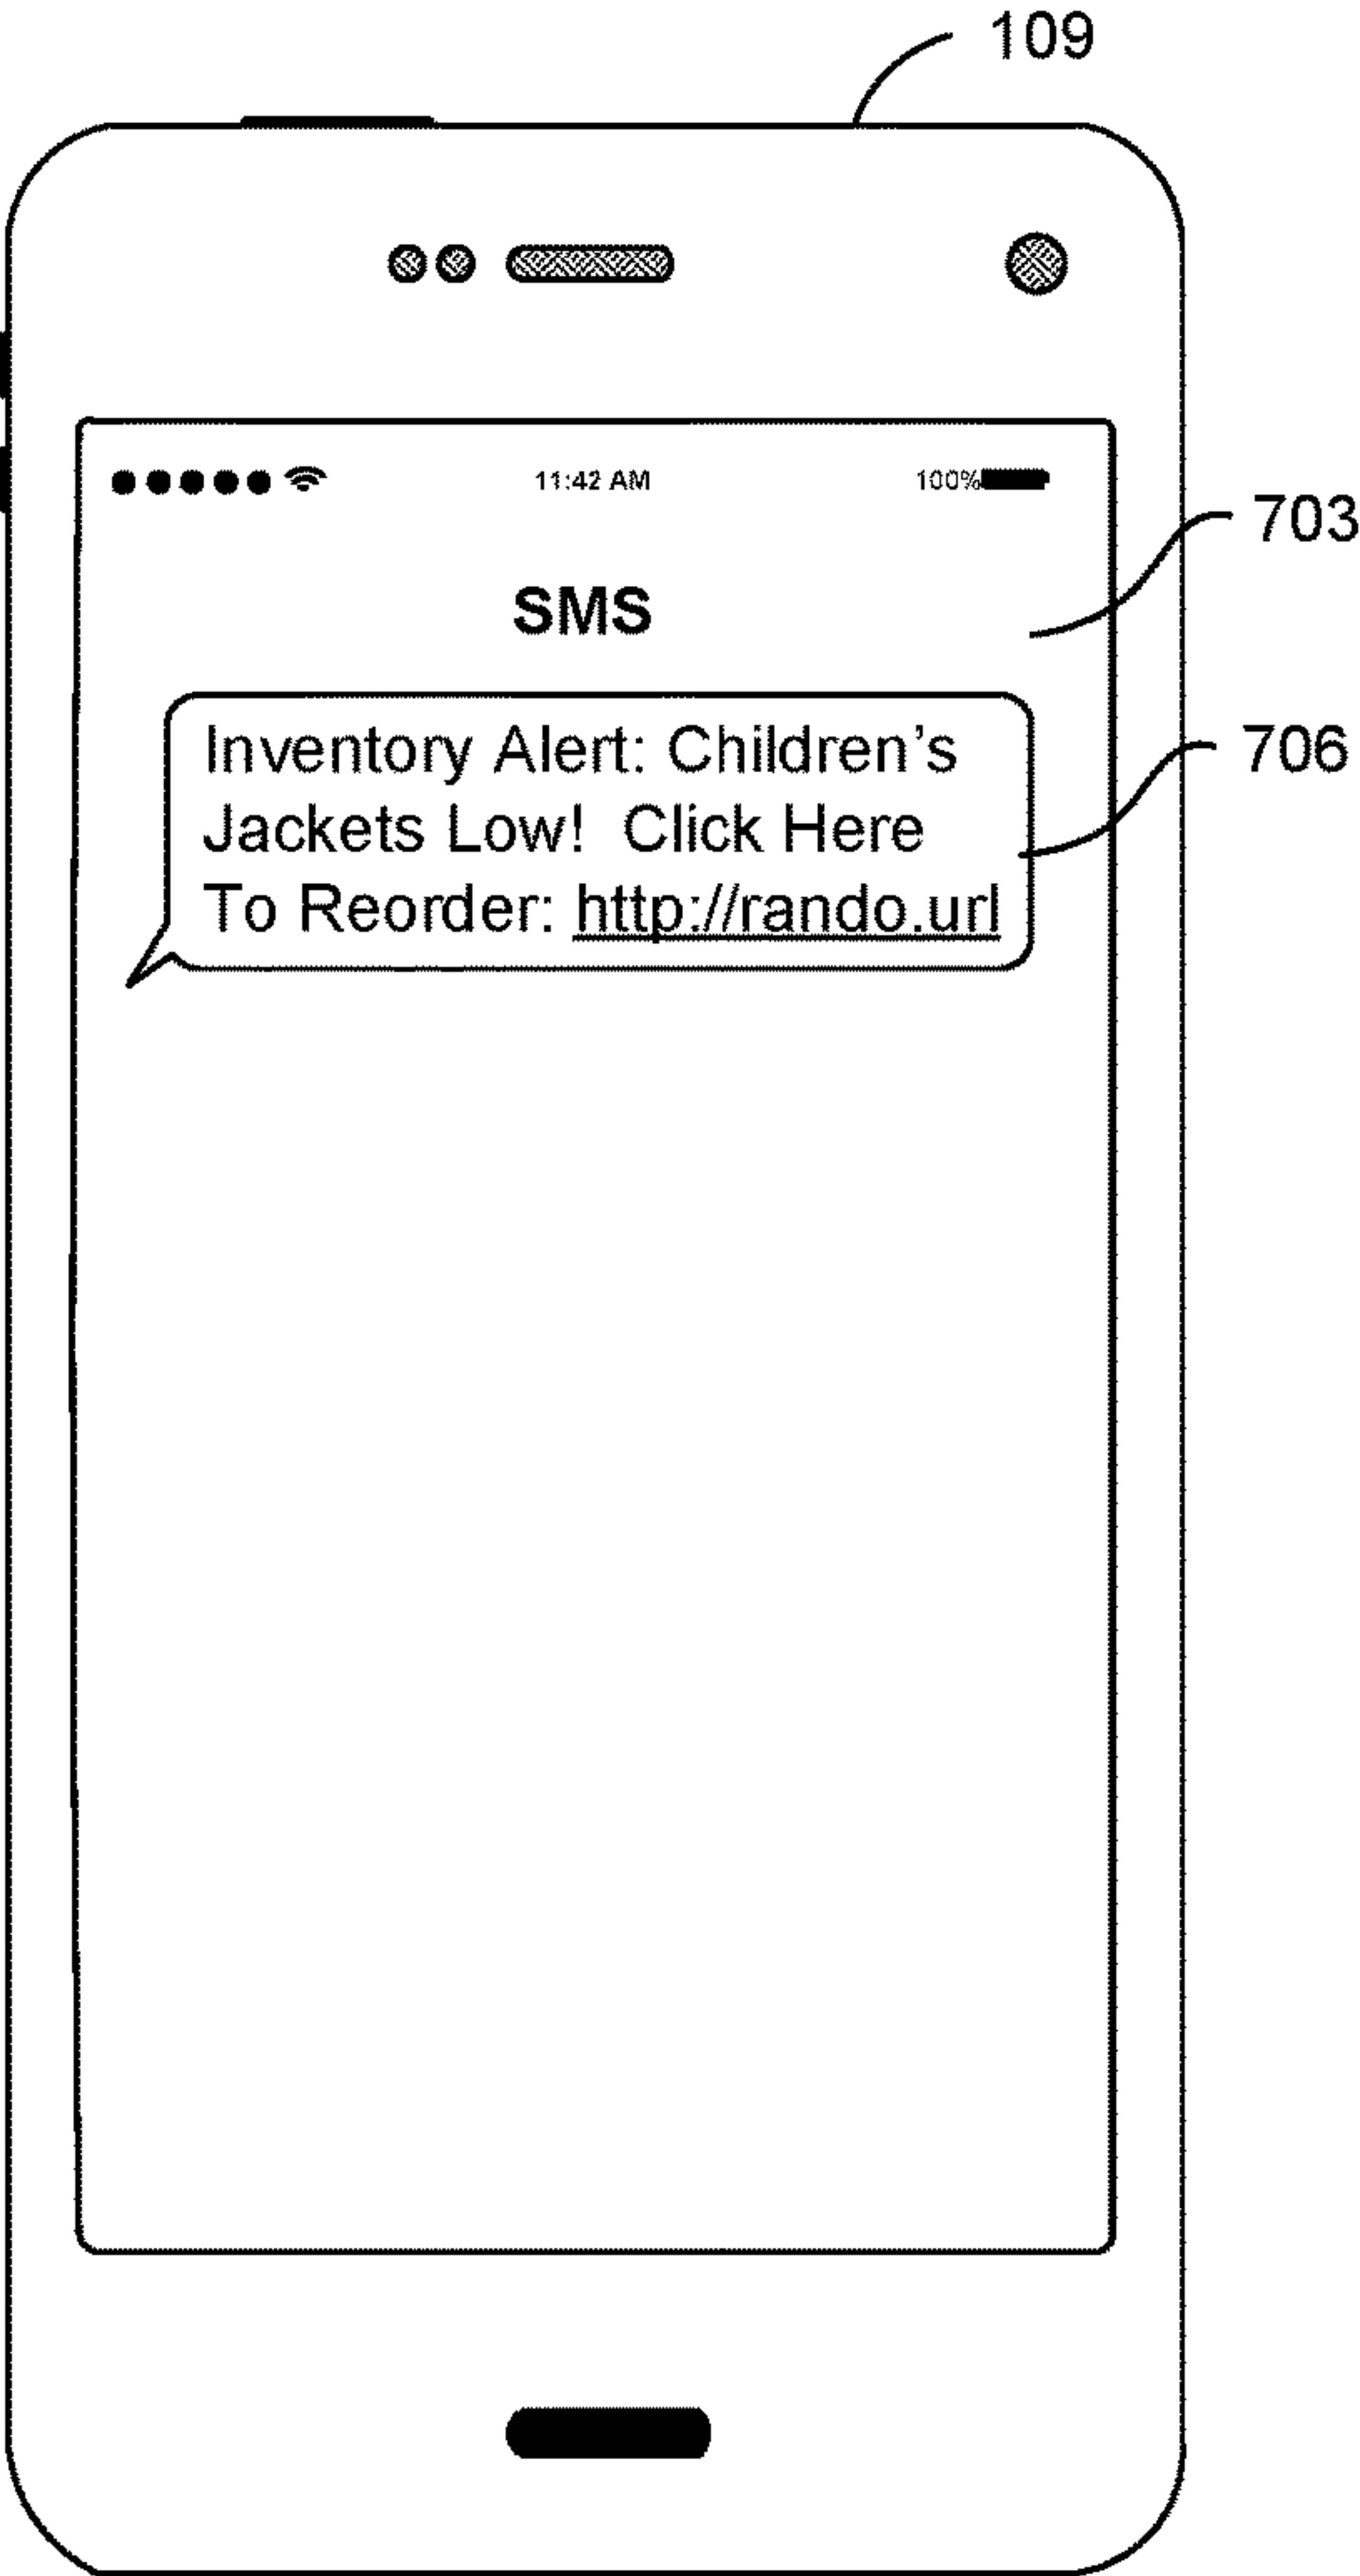 109
11:42 AM 100%
703
SMS
Inventory Alert: Children's
706
Jackets Low!  Click Here
To Reorder: http://rando.url